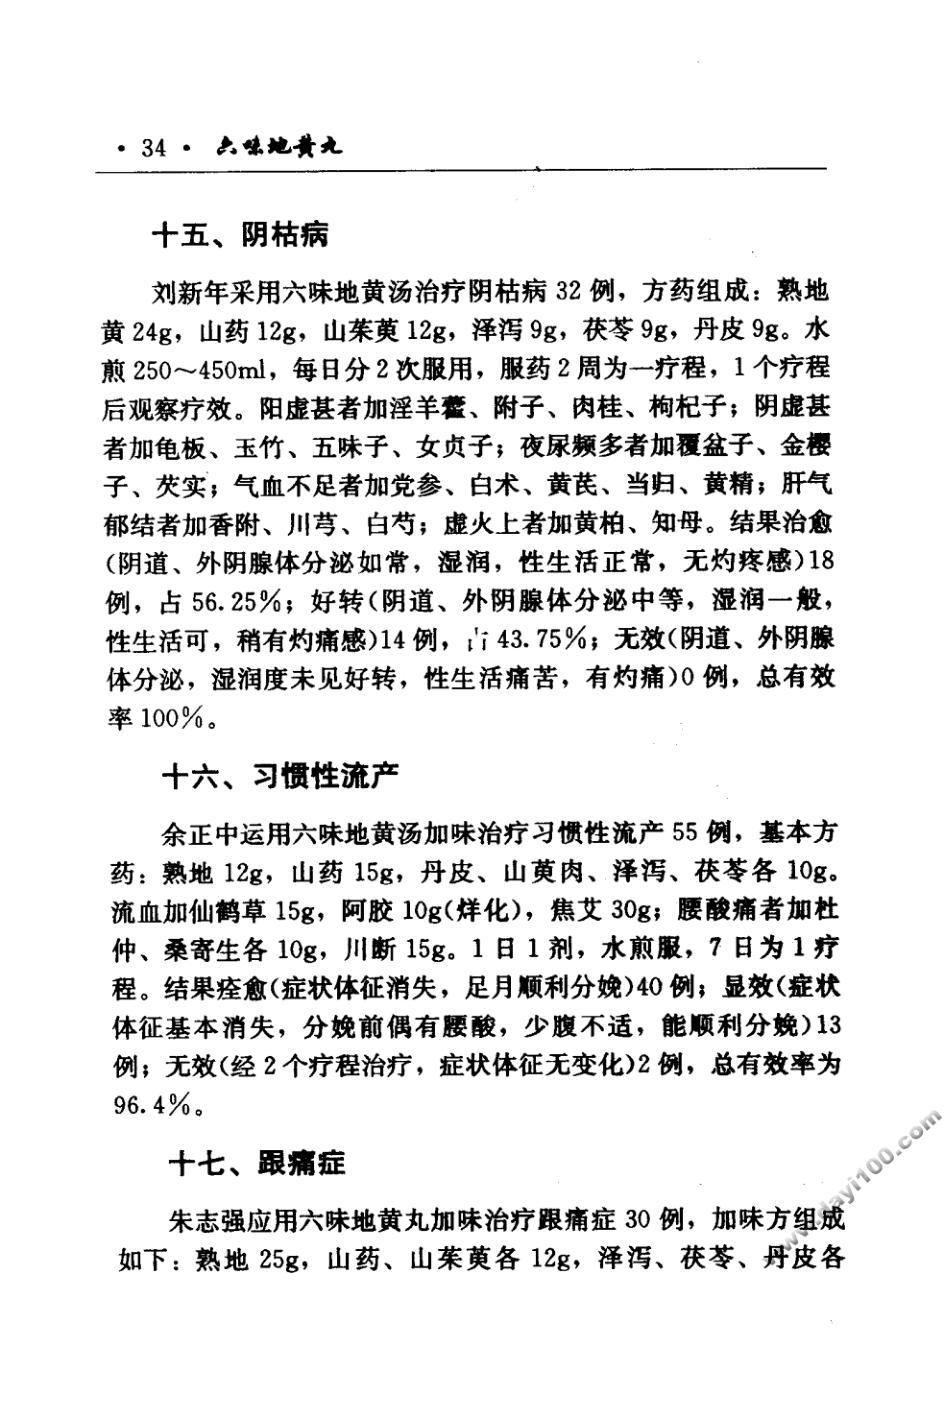 · 34 · 六味地黄丸
十五、阴枯病
刘新年采用六味地黄汤治疗阴枯病 32 例，方药组成：熟地
黄 24g，山药 12g，山茱萸 12g，泽泻 9g，茯苓 9g，丹皮 9g。水
煎 250～450ml，每日分 2 次服用，服药 2 周为一疗程，1 个疗程
后观察疗效。阳虚甚者加淫羊藿、附子、肉桂、枸杞子；阴虚甚
者加龟板、玉竹、五味子、女贞子；夜尿频多者加覆盆子、金樱
子、芡实；气血不足者加党参、白术、黄芪、当归、黄精；肝气
郁结者加香附、川芎、白芍；虚火上者加黄柏、知母。结果治愈
(阴道、外阴腺体分泌如常，湿润，性生活正常，无灼疼感)18
例，占 56.25%；好转(阴道、外阴腺体分泌中等，湿润一般，
性生活可，稍有灼痛感)14 例，占 43.75%；无效(阴道、外阴腺
体分泌，湿润度未见好转，性生活痛苦，有灼痛)0 例，总有效
率 100%。
十六、习惯性流产
余正中运用六味地黄汤加味治疗习惯性流产 55 例，基本方
药：熟地 12g，山药 15g，丹皮、山萸肉、泽泻、茯苓各 10g。
流血加仙鹤草 15g，阿胶 10g(烊化)，焦艾 30g；腰酸痛者加杜
仲、桑寄生各 10g，川断 15g。1 日 1 剂，水煎服，7 日为 1 疗
程。结果痊愈(症状体征消失，足月顺利分娩)40 例；显效(症状
体征基本消失，分娩前偶有腰酸，少腹不适，能顺利分娩)13
例；无效(经 2 个疗程治疗，症状体征无变化)2 例，总有效率为
96.4%。
十七、跟痛症
朱志强应用六味地黄丸加味治疗跟痛症 30 例，加味方组成
如下：熟地 25g，山药、山茱萸各 12g，泽泻、茯苓、丹皮各
www.dayi100.com